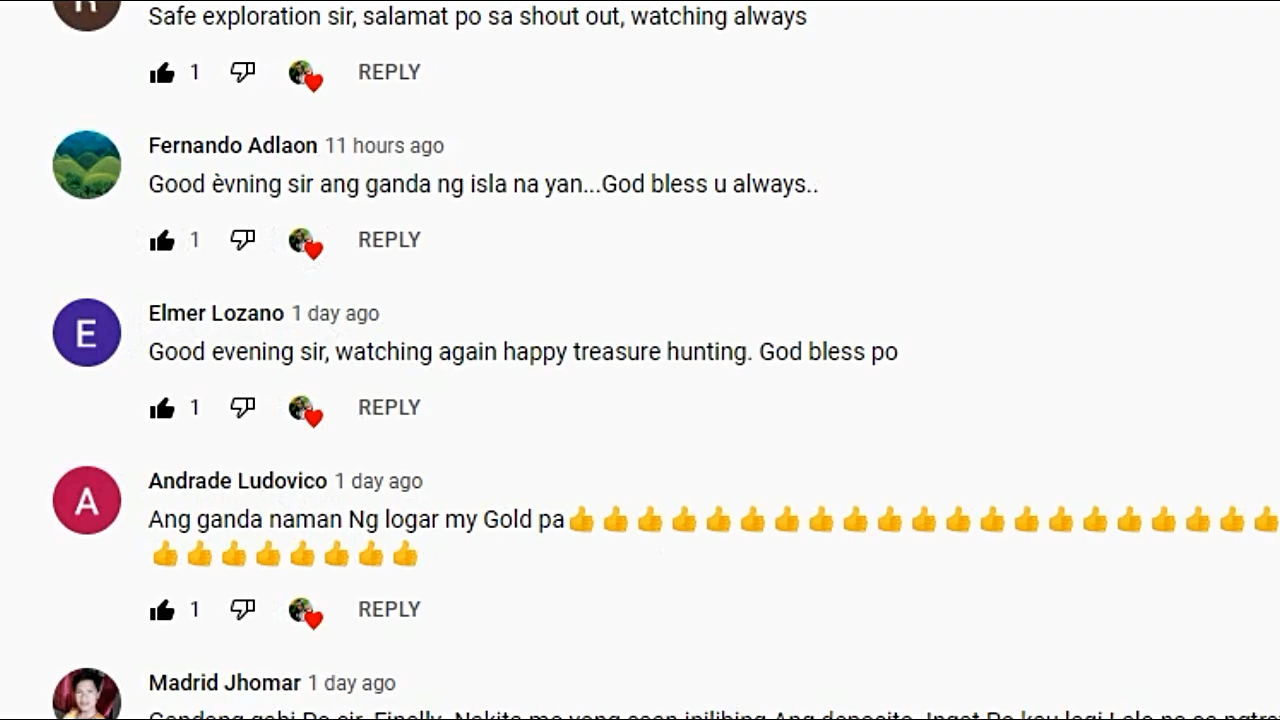 Safe exploration sir, salamat po sa shout out, watching always
1 REPLY
Fernando Adlaon 11 hours ago
Good èvning sir ang ganda ng isla na yan...God bless u always..
1 REPLY
E
Elmer Lozano 1 day ago
Good evening sir, watching again happy treasure hunting. God bless po
1 REPLY
A
Andrade Ludovico 1 day ago
Ang ganda naman Ng logar my Gold pa👍👍👍👍👍👍👍👍👍👍👍👍👍👍👍👍👍👍👍👍👍
👍👍👍👍👍👍👍👍
1 REPLY
Madrid Jhomar 1 day ago